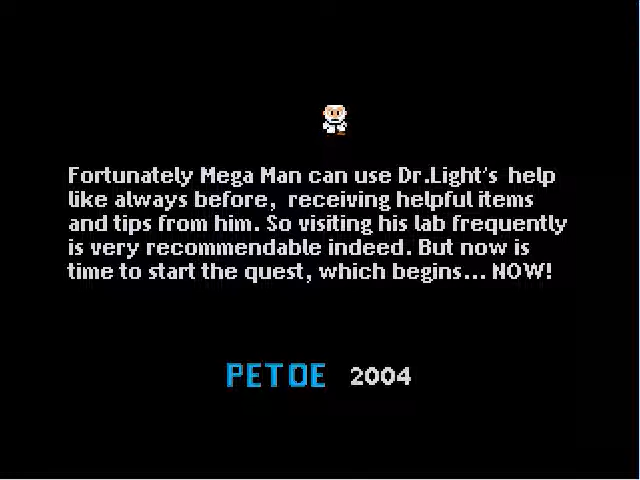 Fortunately Mega Man can use Dr.Light's help
like always before, receiving helpful items
and tips from him. So visiting his lab frequently
is very recommendable indeed. But now is
time to start the quest, which begins... NOW!
PETOE 2004